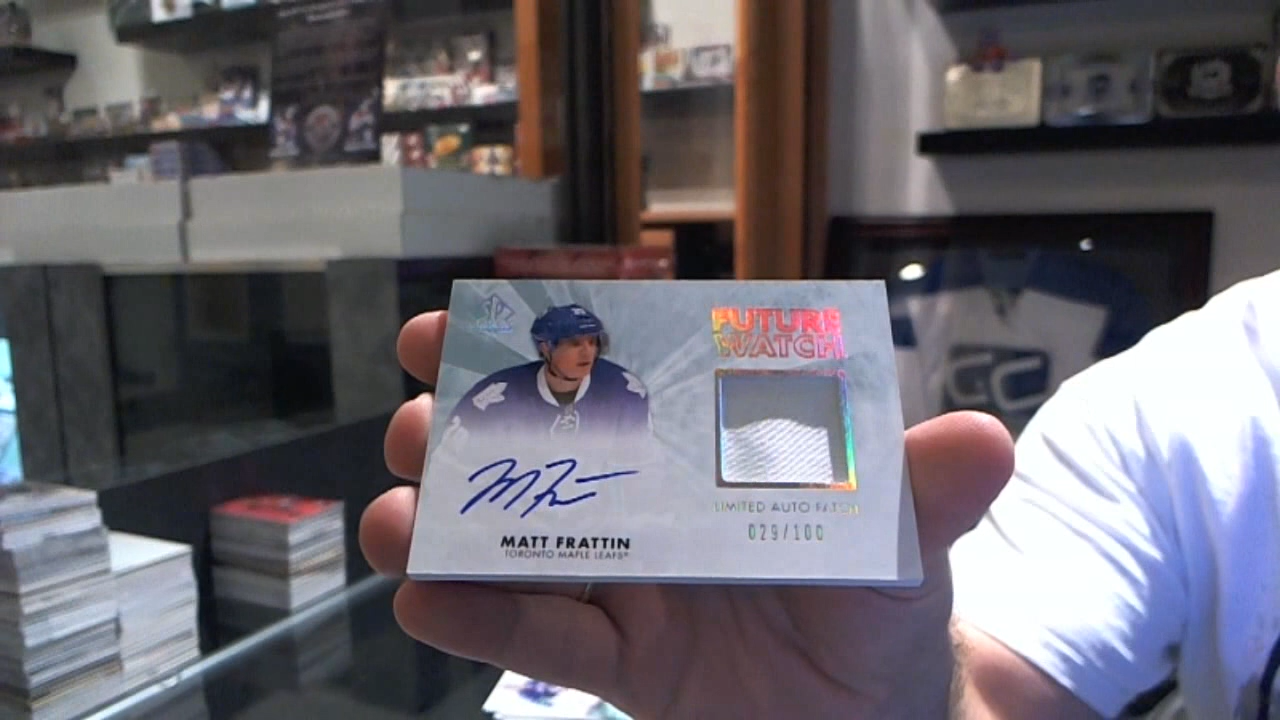 FUTURE
WATCH
LIMITED AUTO PATCH
029/100
MATT FRATTIN
TORONTO MAPLE LEAFS